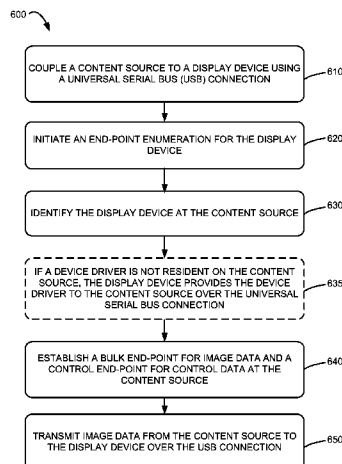 600
COUPLE A CONTENT SOURCE TO A DISPLAY DEVICE USING
A UNIVERSAL SERIAL BUS (USB) CONNECTION
610
INITIATE AN END-POINT ENUMERATION FOR THE DISPLAY
DEVICE
620
IDENTIFY THE DISPLAY DEVICE AT THE CONTENT SOURCE
630
IF A DEVICE DRIVER IS NOT RESIDENT ON THE CONTENT
SOURCE, THE DISPLAY DEVICE PROVIDES THE DEVICE
DRIVER TO THE CONTENT SOURCE OVER THE UNIVERSAL
SERIAL BUS CONNECTION
635
ESTABLISH A BULK END-POINT FOR IMAGE DATA AND A
CONTROL END-POINT FOR CONTROL DATA AT THE
CONTENT SOURCE
640
TRANSMIT IMAGE DATA FROM THE CONTENT SOURCE TO
THE DISPLAY DEVICE OVER THE USB CONNECTION
650